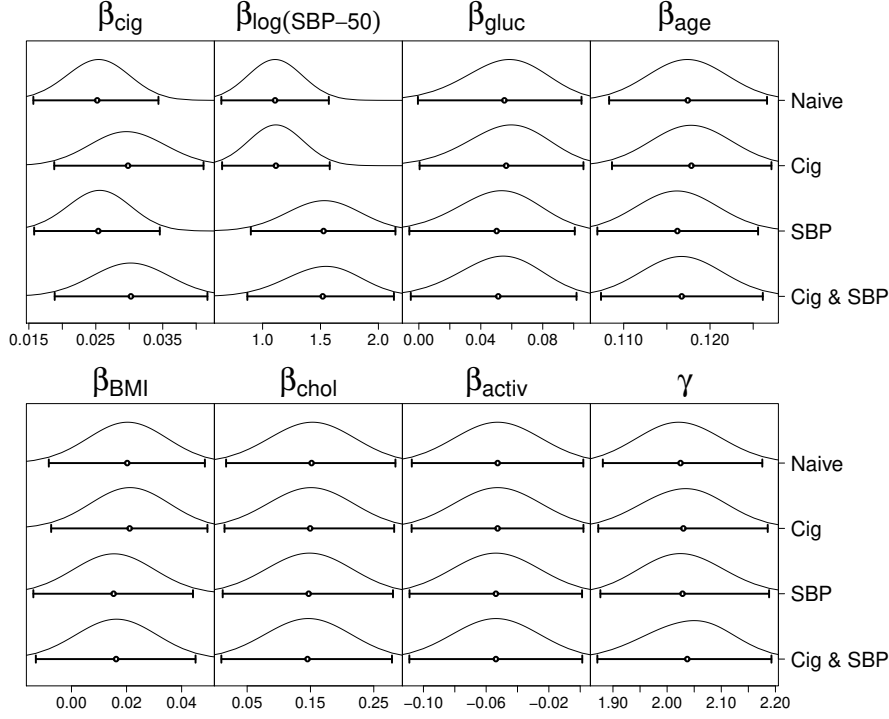 βcig βlog(SBP−50) βgluc βage
Naive
Cig
SBP
Cig & SBP
0.015 0.025 0.035 1.0 1.5 2.0 0.00 0.04 0.08 0.110 0.120
βBMI βchol βactiv γ
Naive
Cig
SBP
Cig & SBP
0.00 0.02 0.04 0.05 0.15 0.25 −0.10 −0.06 −0.02 1.90 2.00 2.10 2.20